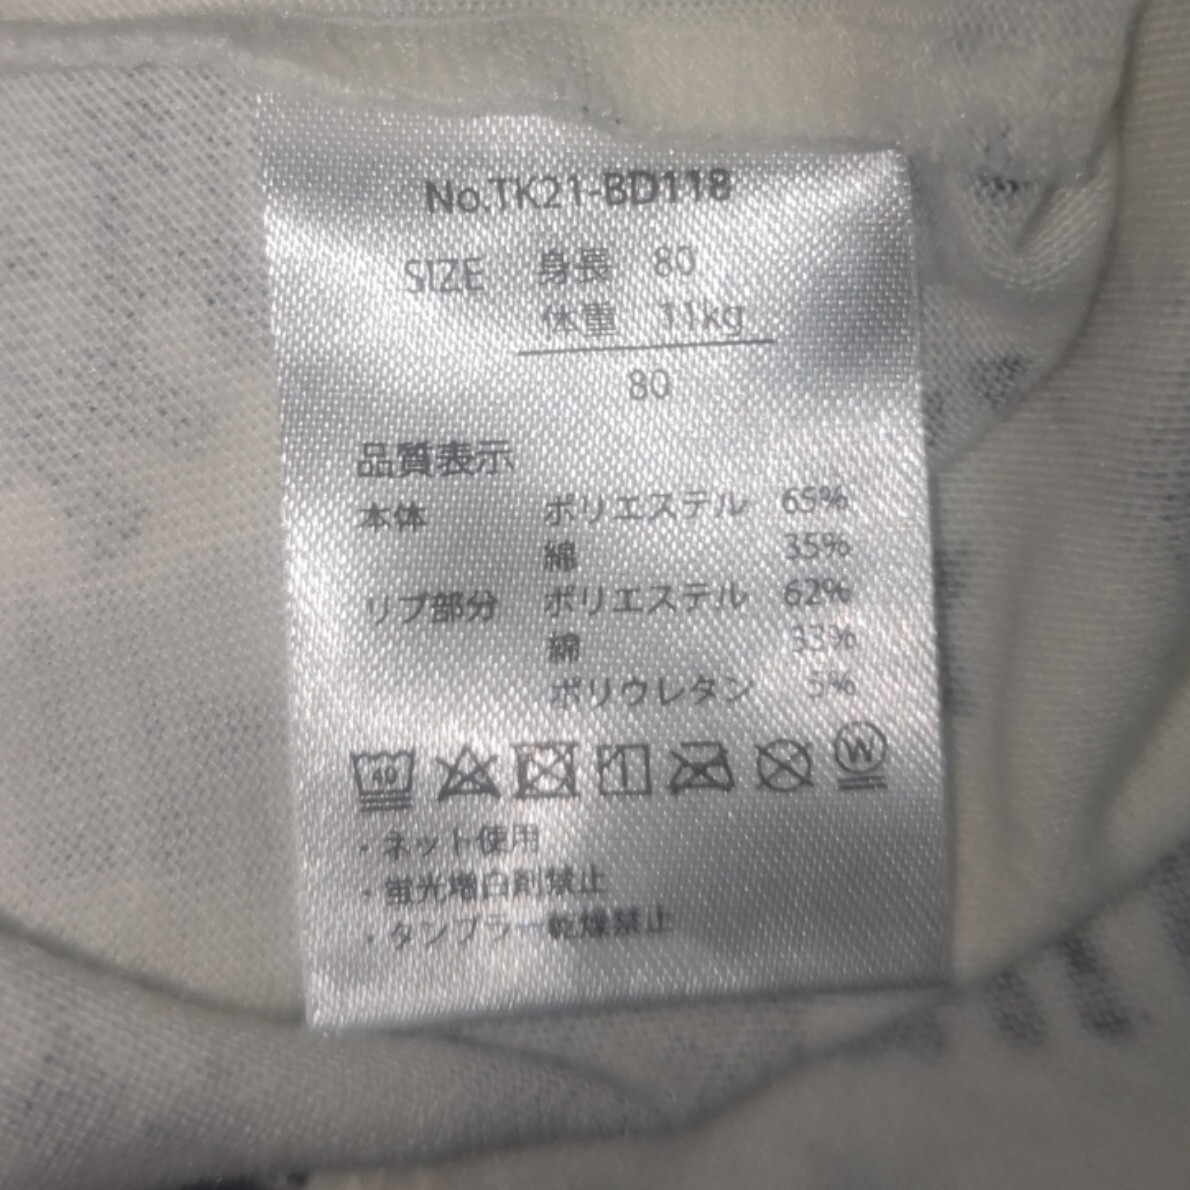 No.TK21-BD118
SIZE 身長 80
体重 11kg
80
品質表示
本体 ポリエステル 65%
綿 35%
リブ部分 ポリエステル 62%
綿 33%
ポリウレタン 5%
40 W
・ネット使用
・蛍光増白剤禁止
・タンブラー乾燥禁止